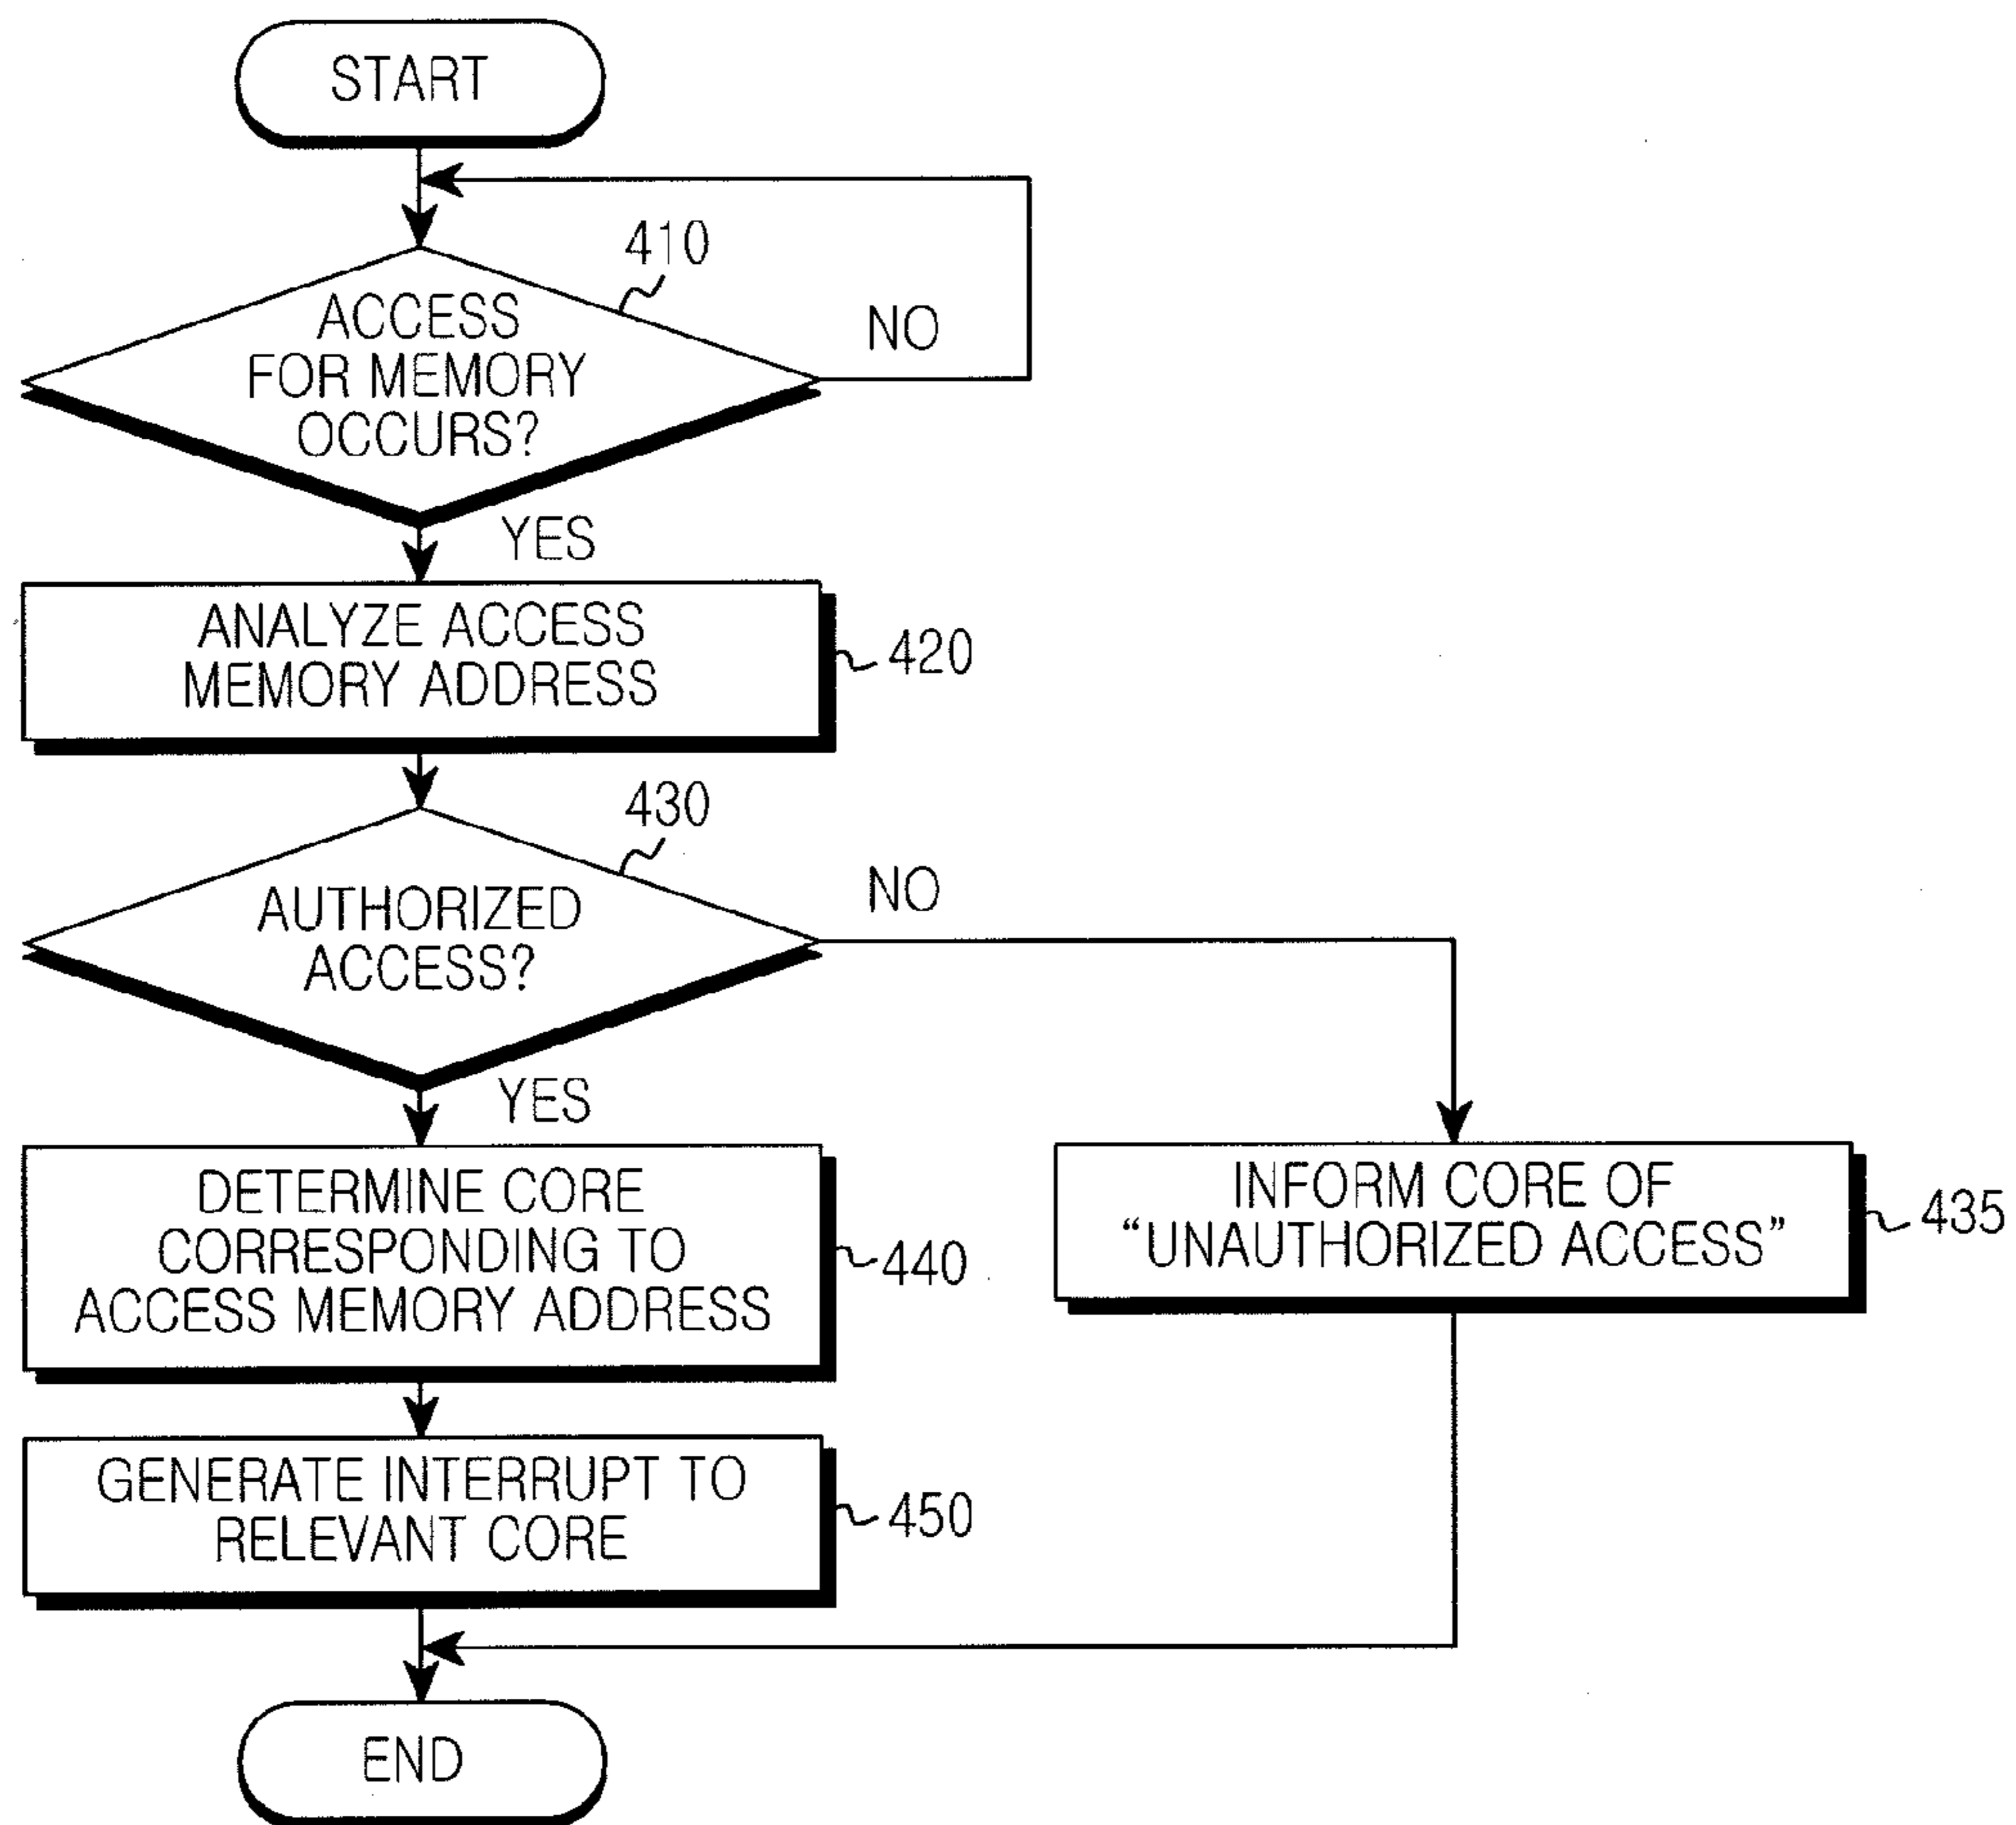 START
410
ACCESS
FOR MEMORY
OCCURS?
NO
YES
ANALYZE ACCESS
MEMORY ADDRESS
420
430
AUTHORIZED
ACCESS?
NO
YES
DETERMINE CORE
CORRESPONDING TO
ACCESS MEMORY ADDRESS
440
INFORM CORE OF
“UNAUTHORIZED ACCESS”
435
GENERATE INTERRUPT TO
RELEVANT CORE
450
END